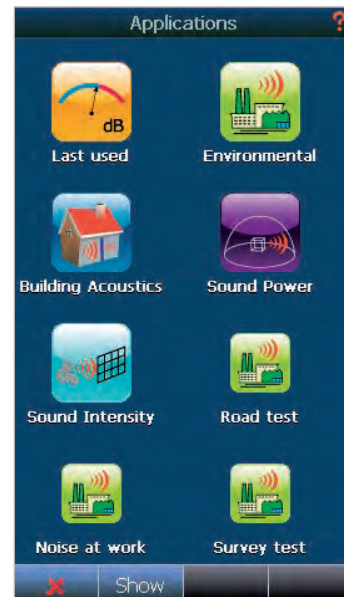 Applications ?
dB
Last used
Environmental
Building Acoustics
Sound Power
Sound Intensity
Road test
Noise at work
Survey test
Show